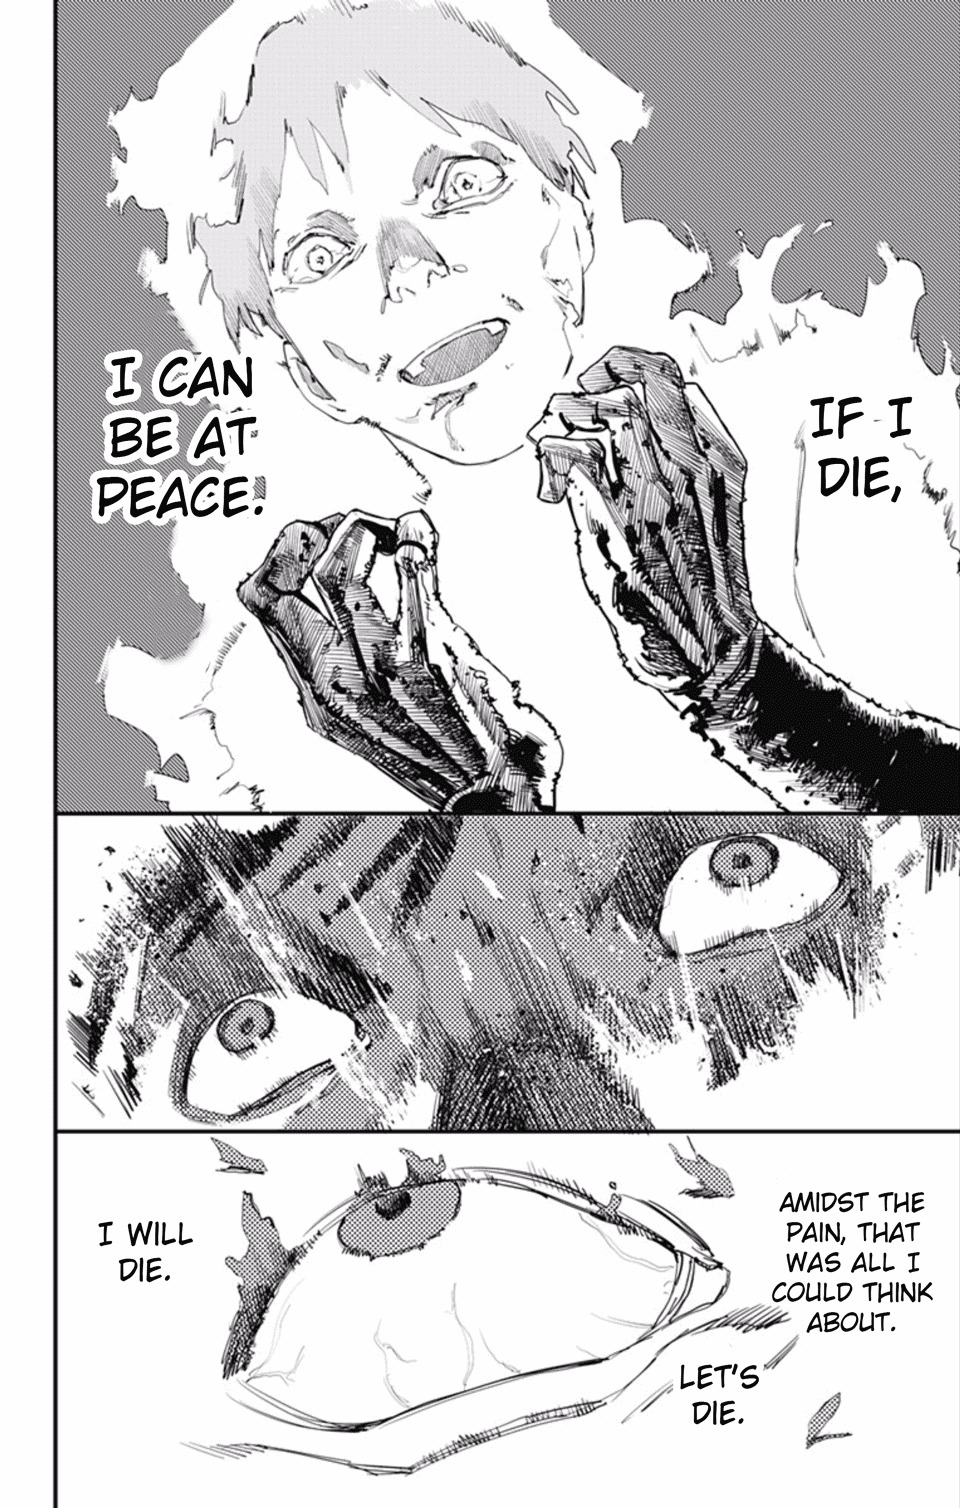 IF I
DIE,
I CAN
BE AT
PEACE.
AMIDST THE
PAIN, THAT
WAS ALL I
COULD THINK
ABOUT.
LET'S
DIE.
I WILL
DIE.